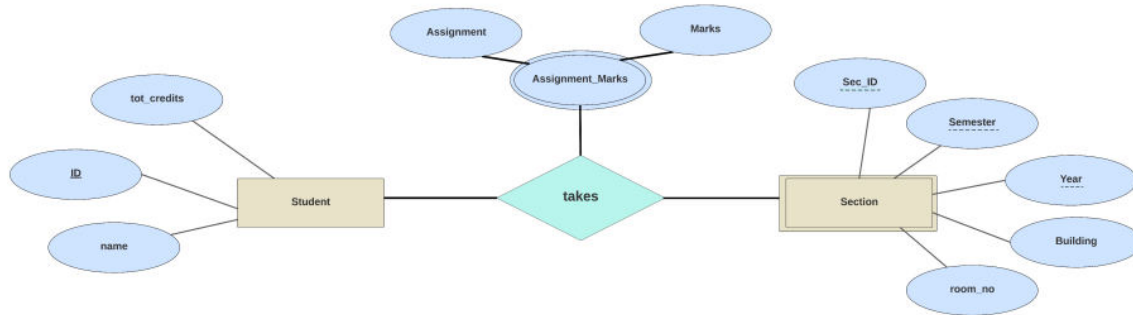 Assignment
Marks
Assignment_Marks
Sec_ID
tot_credits
Semester
ID
Year
Student
takes
Section
name
Building
room_no